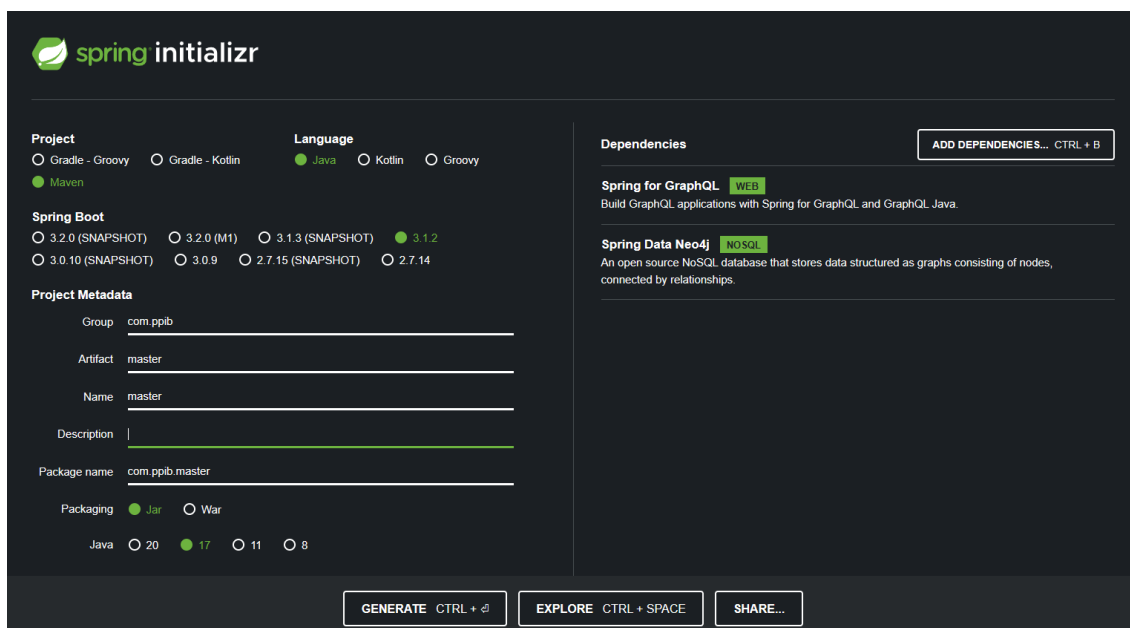 spring initializr
Project
Gradle - Groovy Gradle - Kotlin
Maven
Language
Java Kotlin Groovy
Spring Boot
3.2.0 (SNAPSHOT) 3.2.0 (M1) 3.1.3 (SNAPSHOT) 3.1.2
3.0.10 (SNAPSHOT) 3.0.9 2.7.15 (SNAPSHOT) 2.7.14
Project Metadata
Group com.ppib
Artifact master
Name master
Description
Package name com.ppib.master
Packaging Jar War
Java 20 17 11 8
Dependencies
ADD DEPENDENCIES... CTRL + B
Spring for GraphQL WEB
Build GraphQL applications with Spring for GraphQL and GraphQL Java.
Spring Data Neo4j NOSQL
An open source NoSQL database that stores data structured as graphs consisting of nodes,
connected by relationships.
GENERATE CTRL + ⏎
EXPLORE CTRL + SPACE
SHARE...